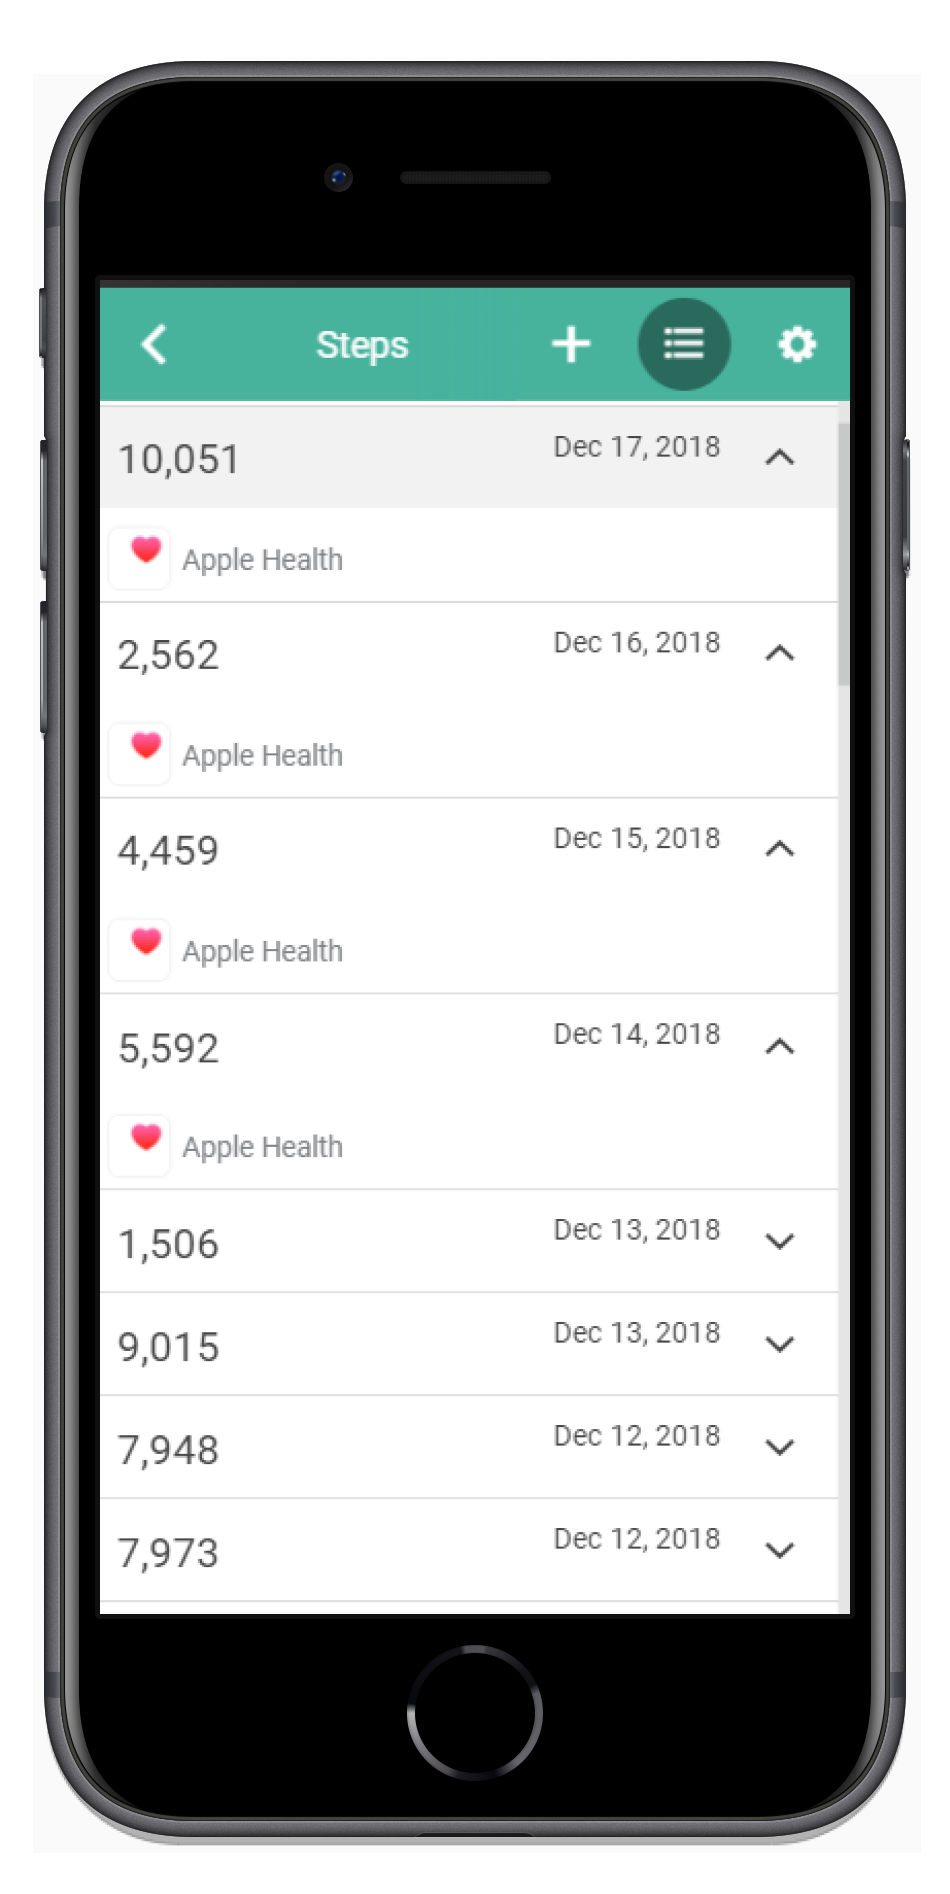 Steps
10,051 Dec 17, 2018
Apple Health
2,562 Dec 16, 2018
Apple Health
4,459 Dec 15, 2018
Apple Health
5,592 Dec 14, 2018
Apple Health
1,506 Dec 13, 2018
9,015 Dec 13, 2018
7,948 Dec 12, 2018
7,973 Dec 12, 2018